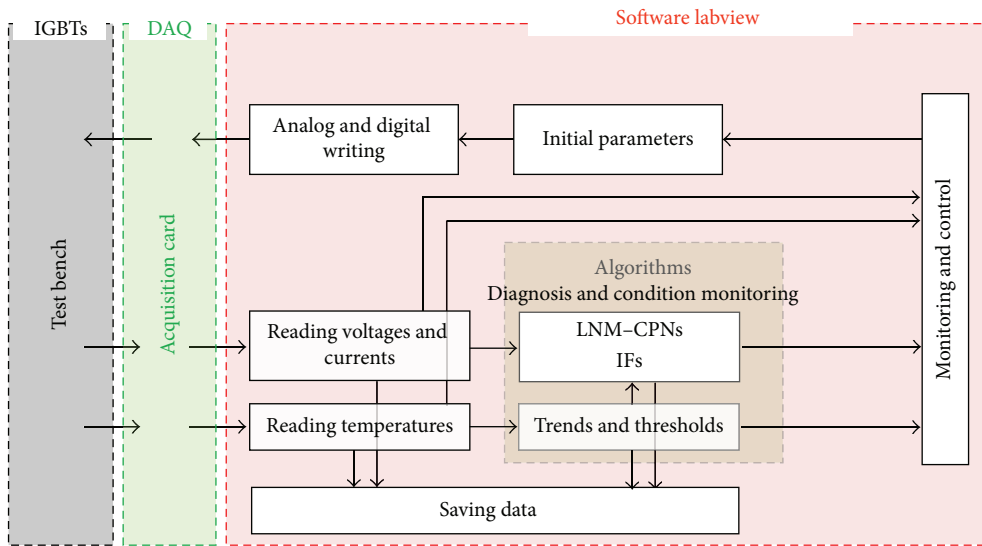 IGBTs
DAQ
Software labview
Analog and digital
writing
Initial parameters
Test bench
Acquisition card
Monitoring and control
Algorithms
Diagnosis and condition monitoring
Reading voltages and
currents
LNM–CPNs
IFs
Reading temperatures
Trends and thresholds
Saving data